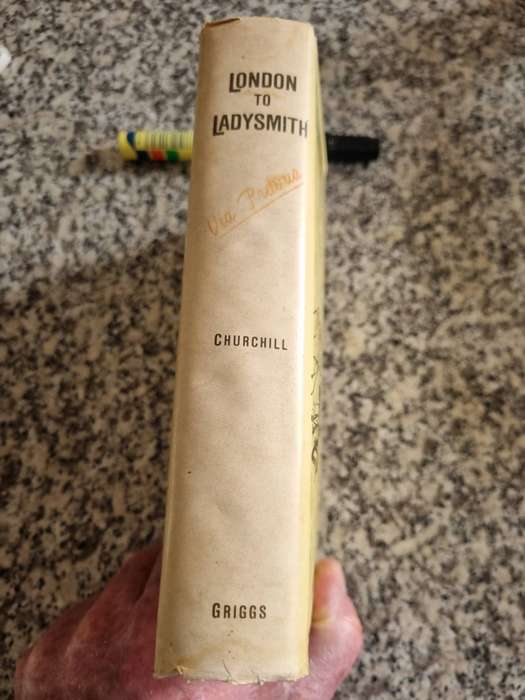 LONDON
TO
LADYSMITH
Via Pretoria
CHURCHILL
GRIGGS